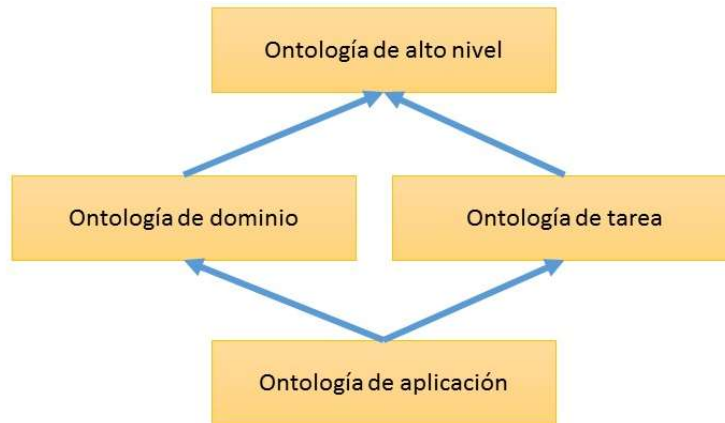 Ontología de alto nivel
Ontología de dominio
Ontología de tarea
Ontología de aplicación